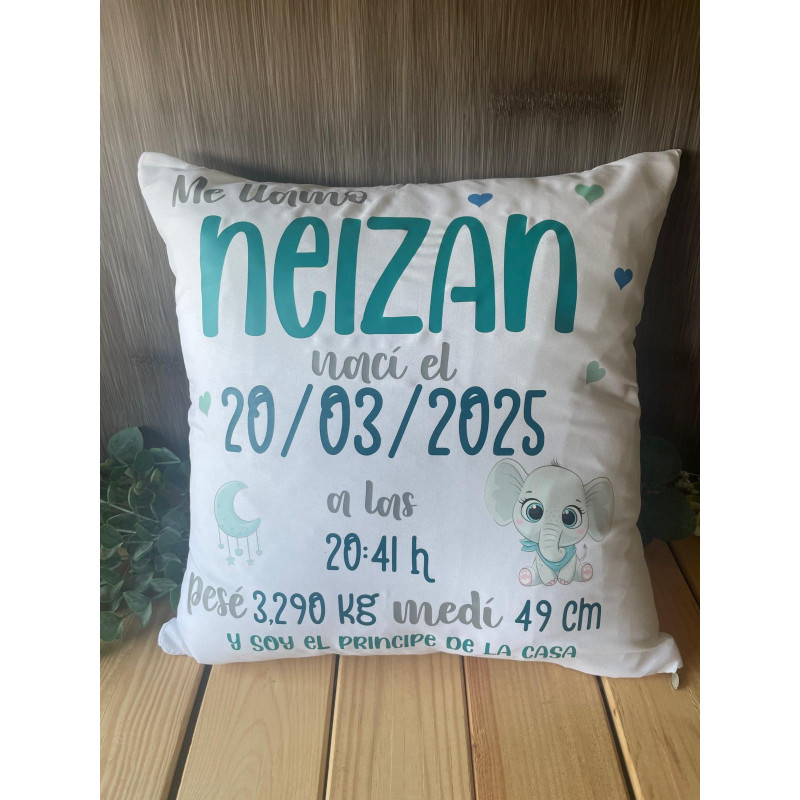 Me llamo
NEIZAN
nací el
20/03/2025
a las
20:41 h
pesé 3,290 KG medí 49 cm
Y SOY EL PRINCIPE DE LA CASA